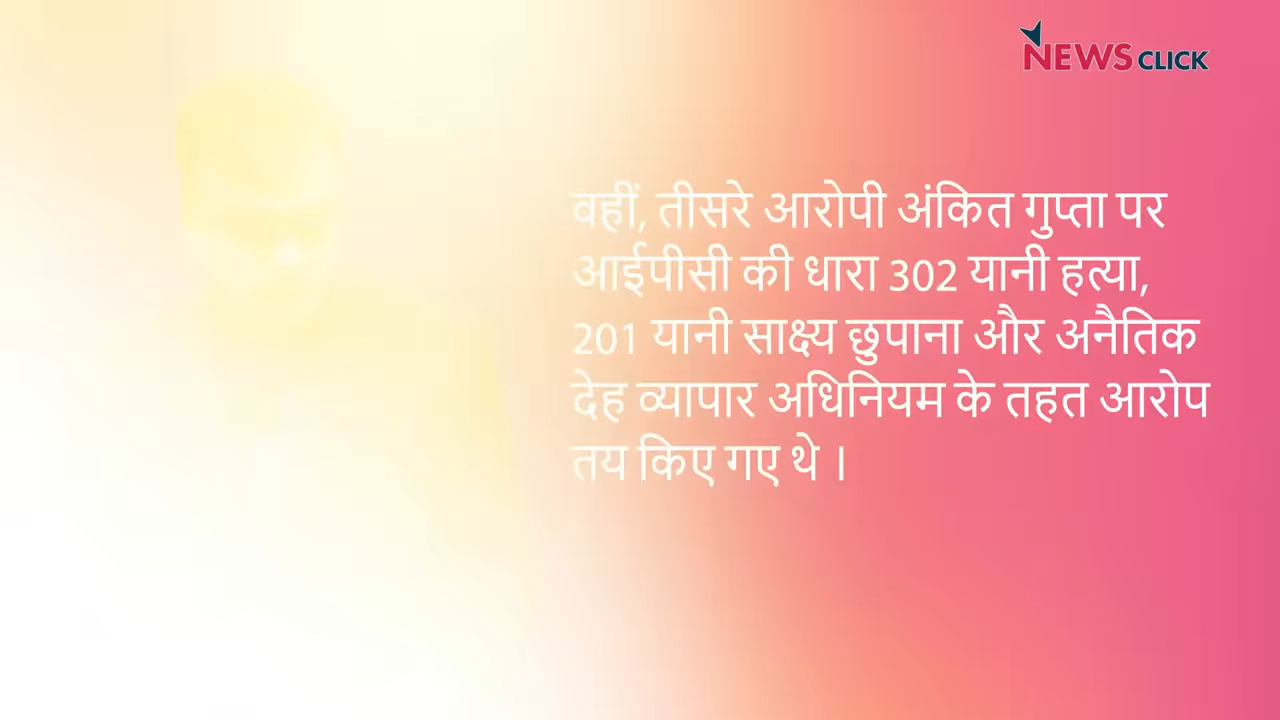 NEWSCLICK
वहीं, तीसरे आरोपी अंकित गुप्ता पर
आईपीसी की धारा 302 यानी हत्या,
201 यानी साक्ष्य छुपाना और अनैतिक
देह व्यापार अधिनियम के तहत आरोप
तय किए गए थे ।